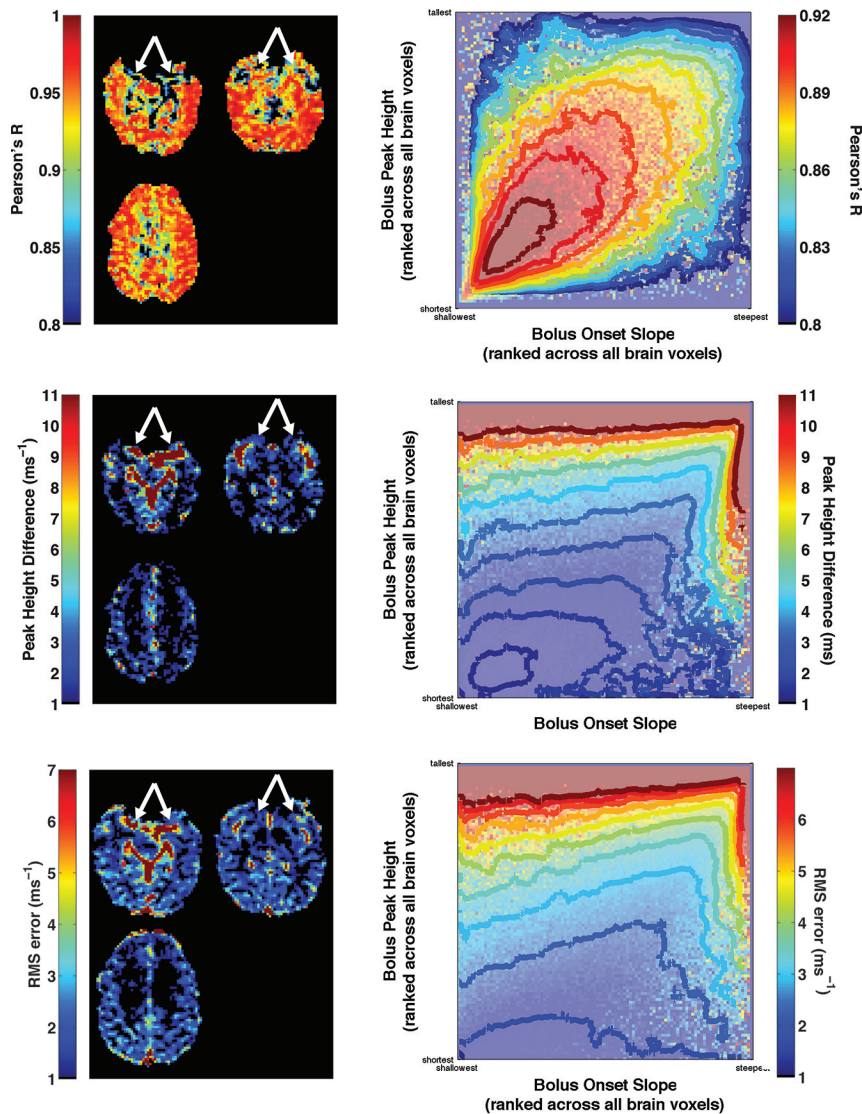 1
0.95
0.9
0.85
0.8
Pearson's R
tallest
Bolus Peak Height
(ranked across all brain voxels)
shortest
shallowest
steepest
Bolus Onset Slope
(ranked across all brain voxels)
0.92
0.89
0.86
0.83
0.8
Pearson's R
11
10
9
8
7
6
5
4
3
2
1
Peak Height Difference (ms⁻¹)
tallest
Bolus Peak Height
(ranked across all brain voxels)
shortest
shallowest
steepest
Bolus Onset Slope
11
10
9
8
7
6
5
4
3
2
1
Peak Height Difference (ms)
7
6
5
4
3
2
1
RMS error (ms⁻¹)
tallest
Bolus Peak Height
(ranked across all brain voxels)
shortest
shallowest
steepest
Bolus Onset Slope
(ranked across all brain voxels)
6
5
4
3
2
1
RMS error (ms⁻¹)